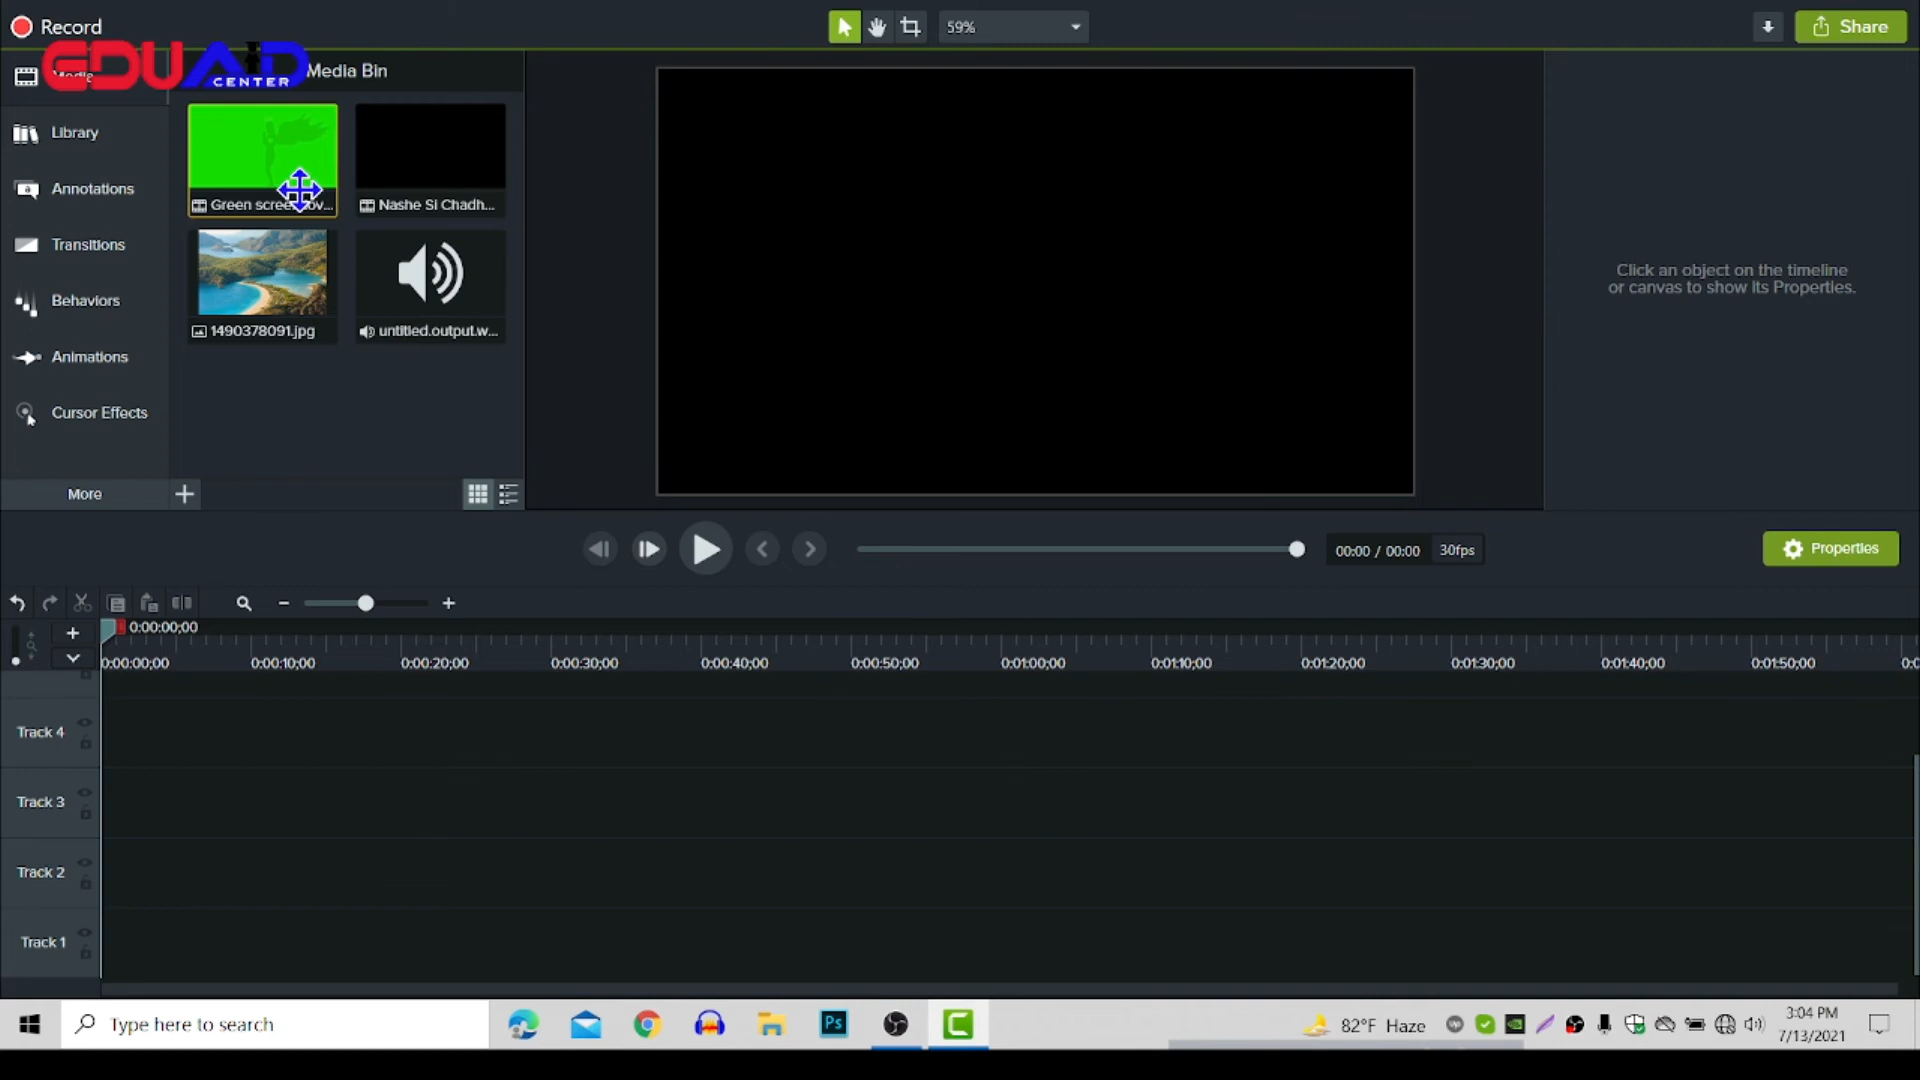 Record
59%
Share
EDUAID
CENTER
Media
Media Bin
Library
Annotations
Transitions
Behaviors
Animations
Cursor Effects
More
Nashe Si Chadh...
1490378091.jpg
untitled.output.w...
Click an object on the timeline
or canvas to show its Properties.
00:00 / 00:00
30fps
Properties
0:00:00;00
0:00:00;00
0:00:10;00
0:00:20;00
0:00:30;00
0:00:40;00
0:00:50;00
0:01:00;00
0:01:10;00
0:01:20;00
0:01:30;00
0:01:40;00
0:01:50;00
Track 4
Track 3
Track 2
Track 1
Type here to search
Ps
82°F Haze
3:04 PM
7/13/2021